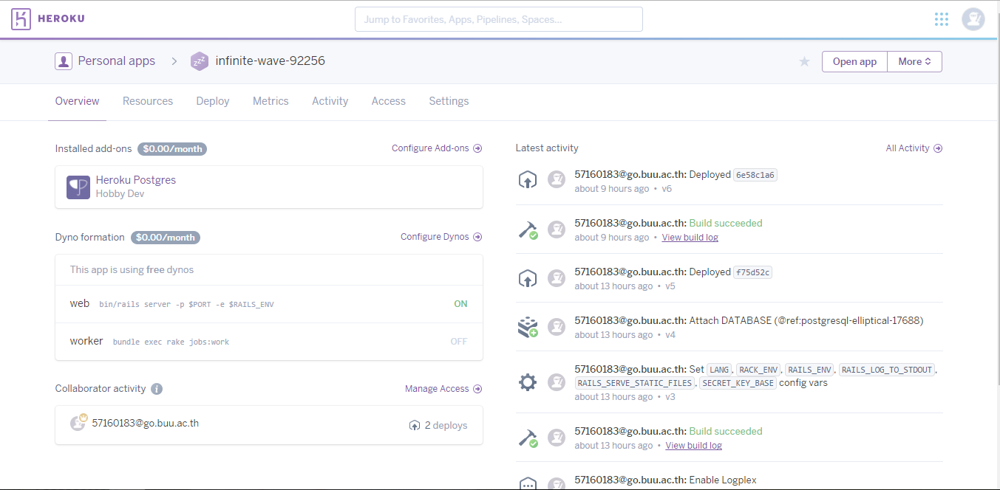 HEROKU
Jump to Favorites, Apps, Pipelines, Spaces...
Personal apps > infinite-wave-92256
Open app
More
Overview Resources Deploy Metrics Activity Access Settings
Installed add-ons $0.00/month
Configure Add-ons
Heroku Postgres
Hobby Dev
Dyno formation $0.00/month
Configure Dynos
This app is using free dynos
web bin/rails server -p $PORT -e $RAILS_ENV ON
worker bundle exec rake jobs:work OFF
Collaborator activity i
Manage Access
57160183@go.buu.ac.th 2 deploys
Latest activity
All Activity
57160183@go.buu.ac.th: Deployed 6e58c1a6
about 9 hours ago • v6
57160183@go.buu.ac.th: Build succeeded
about 9 hours ago • View build log
57160183@go.buu.ac.th: Deployed f75d52c
about 13 hours ago • v5
57160183@go.buu.ac.th: Attach DATABASE (@ref:postgresql-elliptical-17688)
about 13 hours ago • v4
57160183@go.buu.ac.th: Set LANG, RACK_ENV, RAILS_ENV, RAILS_LOG_TO_STDOUT,
RAILS_SERVE_STATIC_FILES, SECRET_KEY_BASE config vars
about 13 hours ago • v3
57160183@go.buu.ac.th: Build succeeded
about 13 hours ago • View build log
57160183@go.buu.ac.th: Enable Logplex